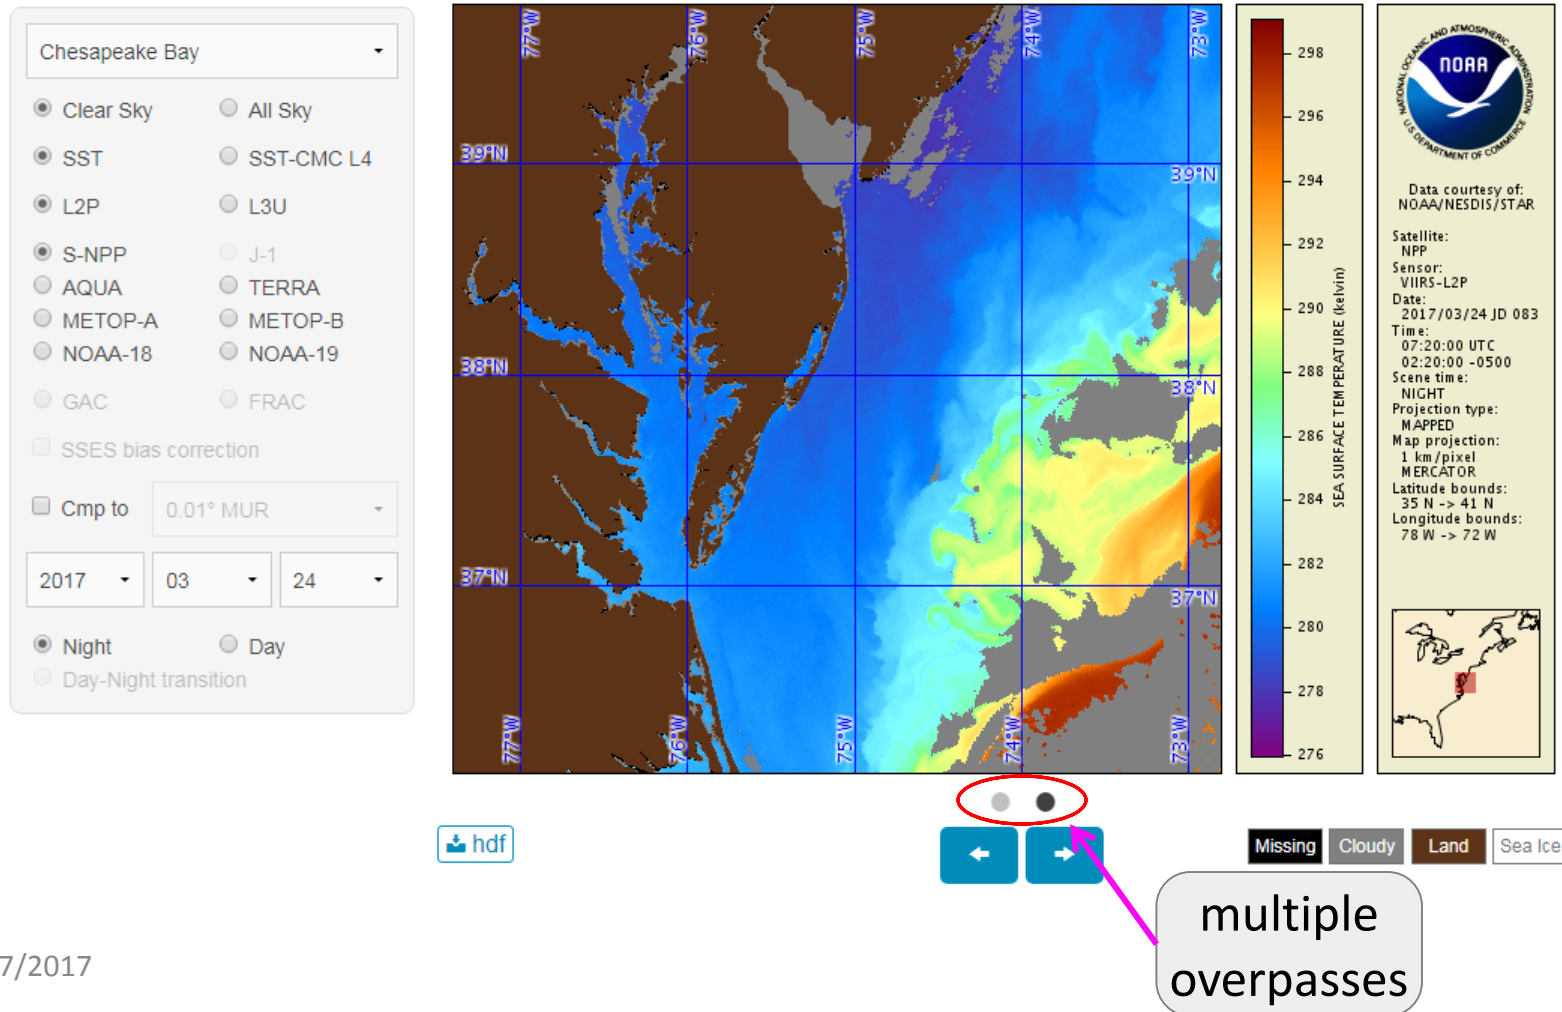 Chesapeake Bay
Clear Sky
All Sky
SST
SST-CMC L4
L2P
L3U
S-NPP
J-1
AQUA
TERRA
METOP-A
METOP-B
NOAA-18
NOAA-19
GAC
FRAC
SSES bias correction
Cmp to
0.01° MUR
2017
03
24
Night
Day
Day-Night transition
77°W
76°W
75°W
74°W
73°W
39°N
39°N
38°N
38°N
37°N
37°N
77°W
76°W
75°W
74°W
73°W
298
296
294
292
290
288
286
284
282
280
278
276
SEA SURFACE TEMPERATURE (kelvin)
NATIONAL OCEANIC AND ATMOSPHERIC ADMINISTRATION
NOAA
U.S. DEPARTMENT OF COMMERCE
Data courtesy of:
NOAA/NESDIS/STAR
Satellite:
NPP
Sensor:
VIIRS-L2P
Date:
2017/03/24 JD 083
Time:
07:20:00 UTC
02:20:00 -0500
Scene time:
NIGHT
Projection type:
MAPPED
Map projection:
1 km/pixel
MERCATOR
Latitude bounds:
35 N -> 41 N
Longitude bounds:
78 W -> 72 W
hdf
Missing
Cloudy
Land
Sea Ice
multiple
overpasses
7/2017